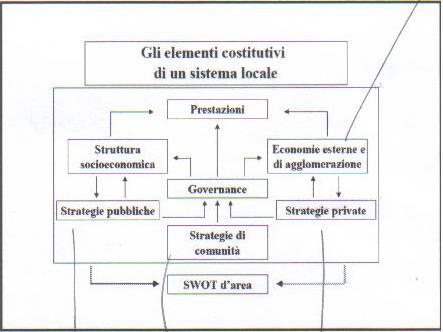 Gli elementi costitutivi
di un sistema locale
Prestazioni
Struttura
socioeconomica
Economie esterne e
di agglomerazione
Governance
Strategie pubbliche
Strategie private
Strategie di
comunità
SWOT d'area